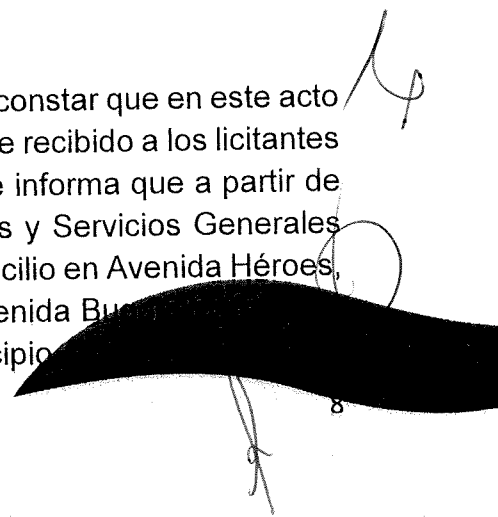 constar que en este acto
e recibido a los licitantes
e informa que a partir de
s y Servicios Generales
cilio en Avenida Héroes,
enida
cipio
8